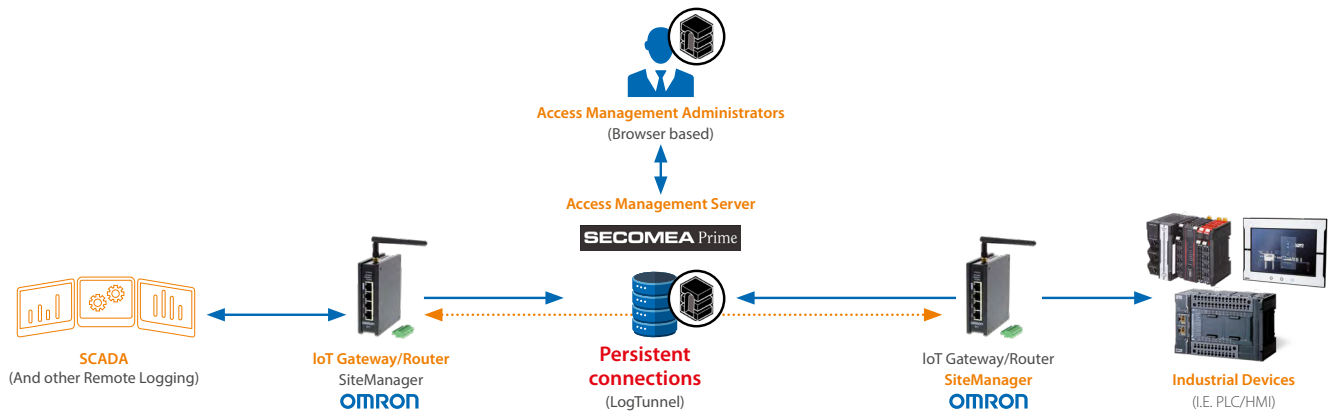 Access Management Administrators
(Browser based)
Access Management Server
SECOMEA Prime
SCADA
(And other Remote Logging)
IoT Gateway/Router
SiteManager
OMRON
Persistent
connections
(LogTunnel)
IoT Gateway/Router
SiteManager
OMRON
Industrial Devices
(I.E. PLC/HMI)